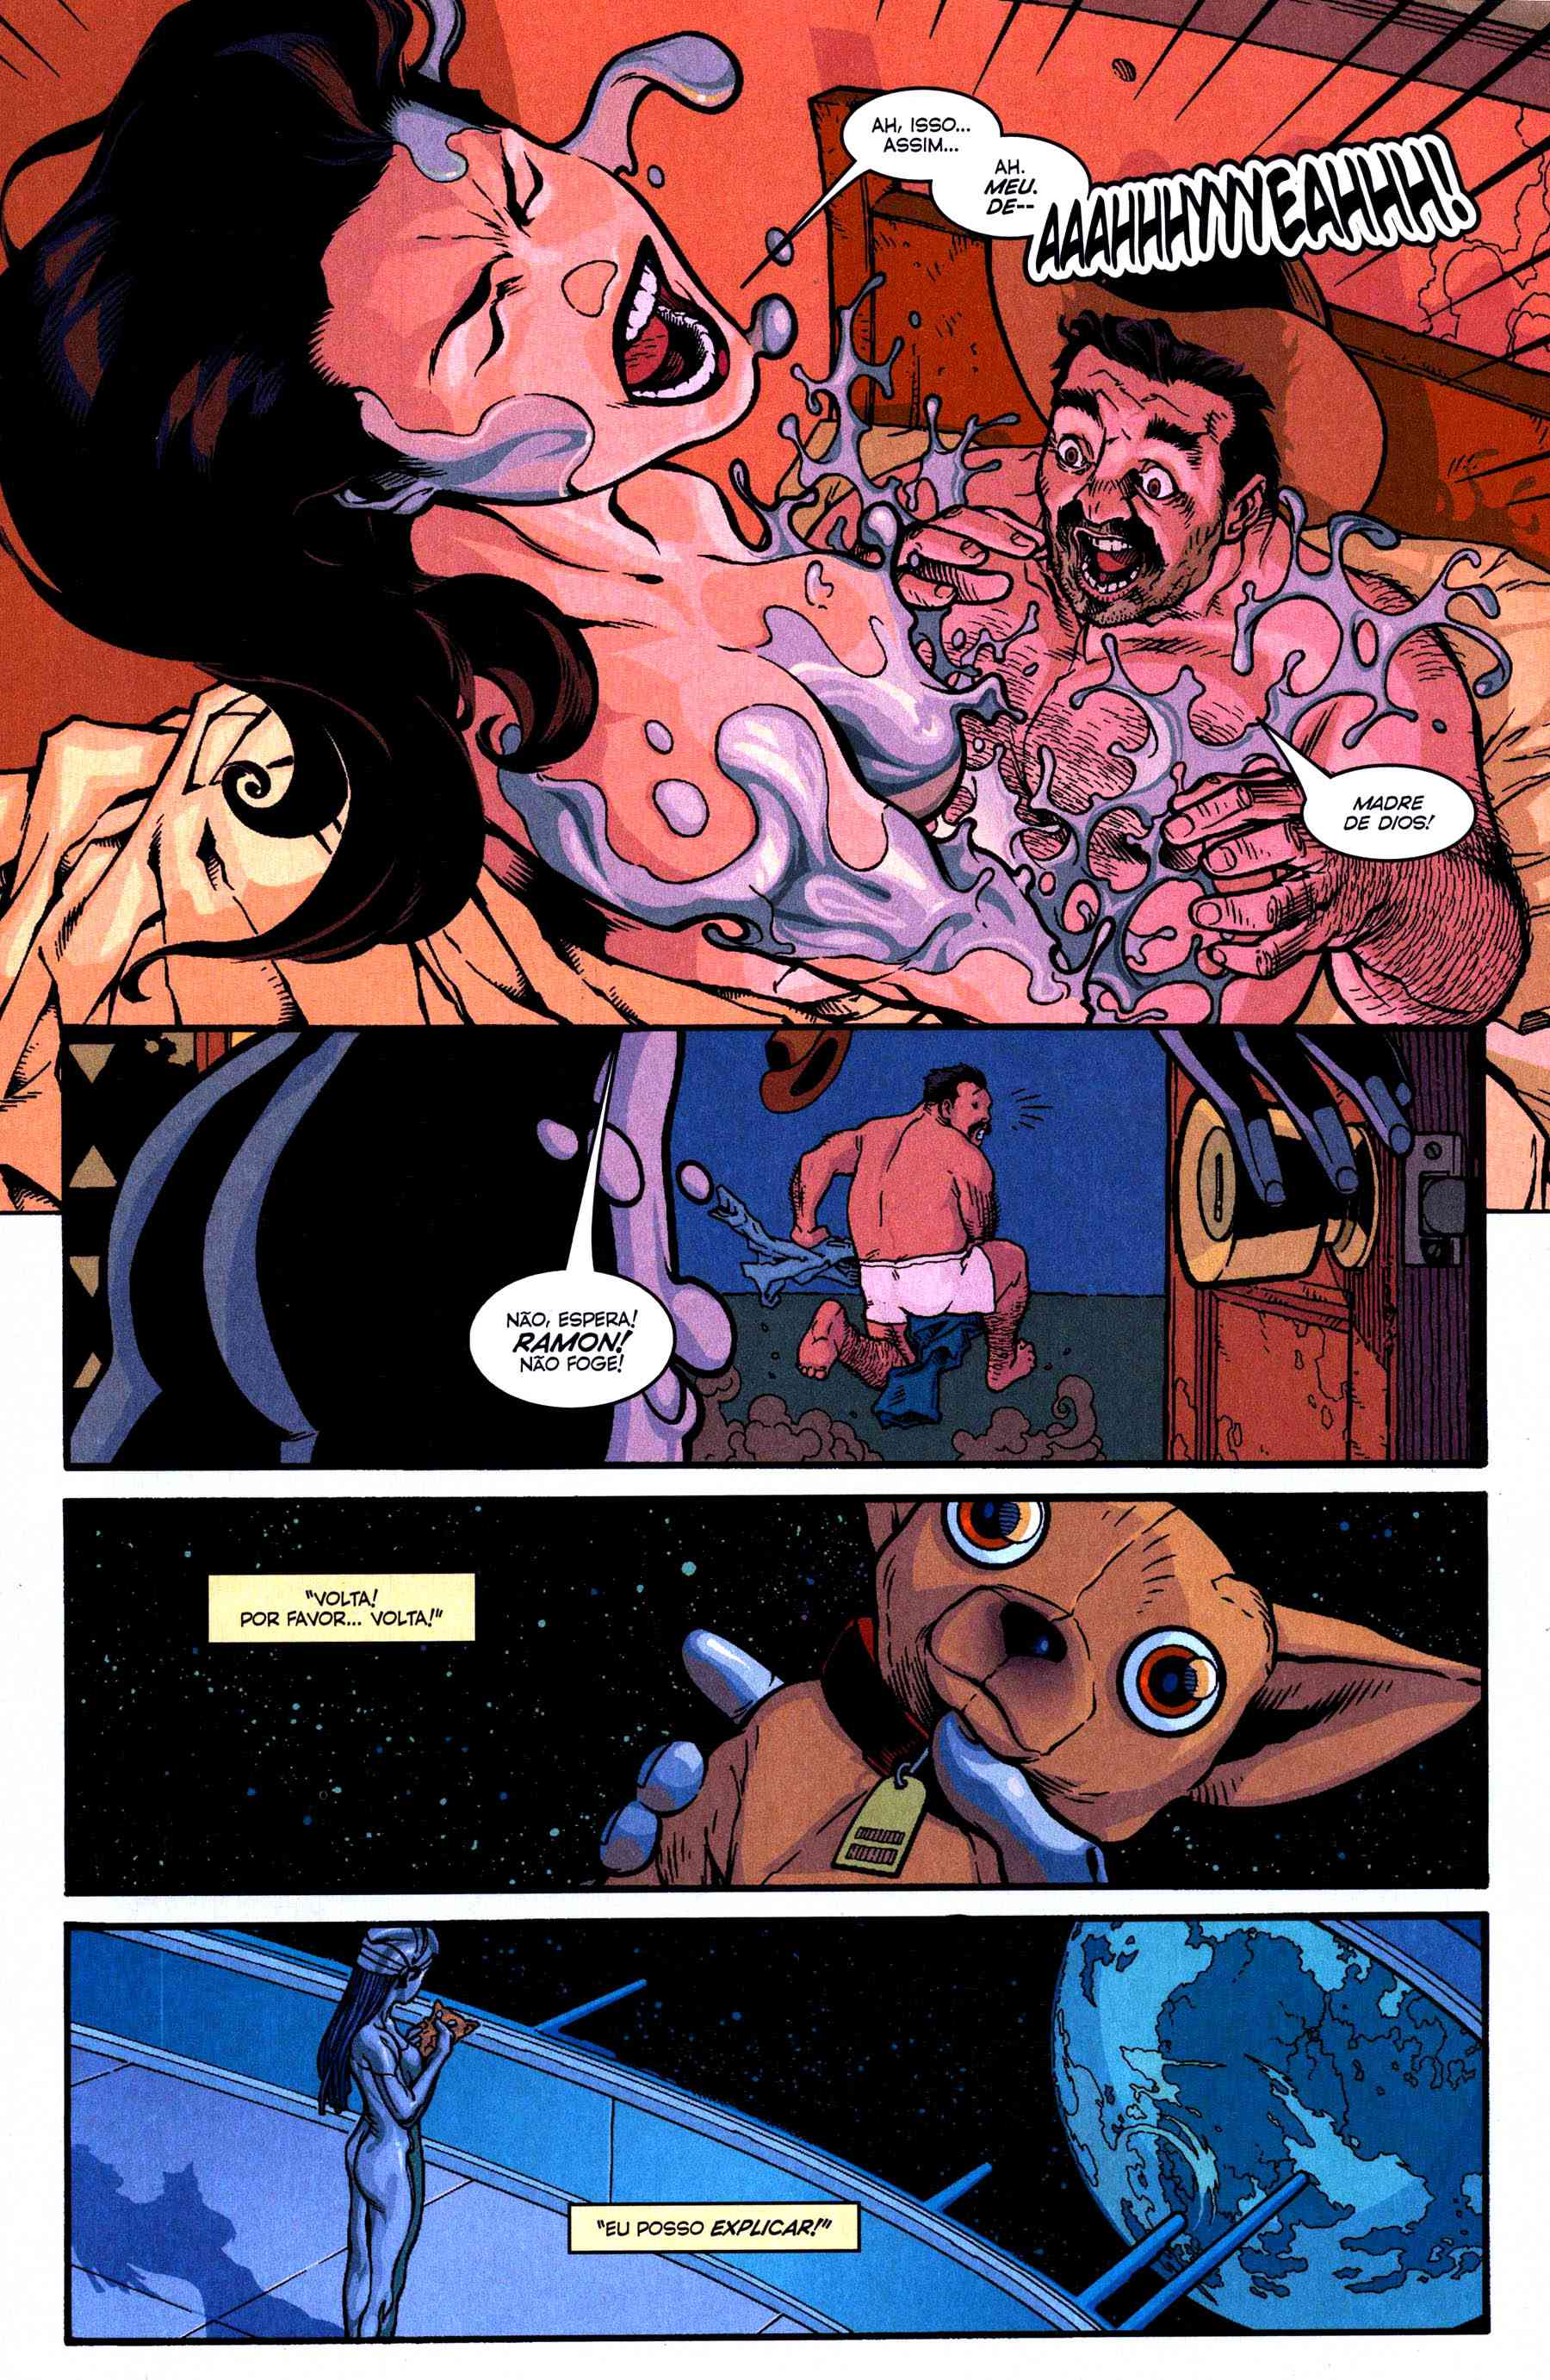 AH, ISSO...
ASSIM...
AH.
MEU.
DE--
AAAHHHYYYEAHHH!
MADRE
DE DIOS!
NÃO, ESPERA!
RAMON!
NÃO FOGE!
"VOLTA!
POR FAVOR... VOLTA!"
"EU POSSO EXPLICAR!"